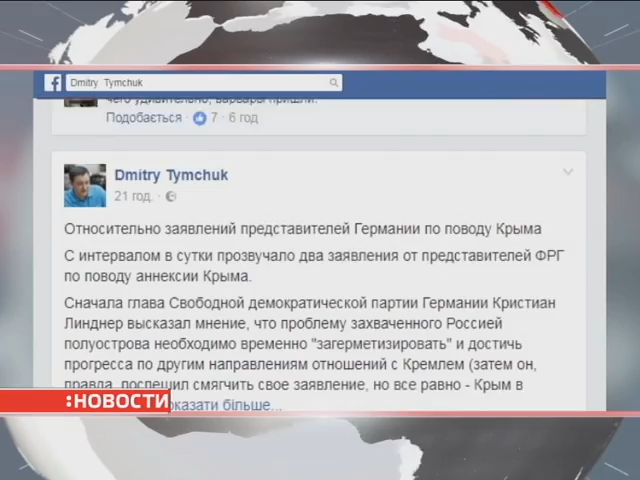 f Dmitry Tymchuk
чего удивительно, варвары пришли.
Подобається · 7 · 6 год
Dmitry Tymchuk
21 год. ·
Относительно заявлений представителей Германии по поводу Крыма
С интервалом в сутки прозвучало два заявления от представителей ФРГ
по поводу аннексии Крыма.
Сначала глава Свободной демократической партии Германии Кристиан
Линднер высказал мнение, что проблему захваченного Россией
полуострова необходимо временно "загерметизировать" и достичь
прогресса по другим направлениям отношений с Кремлем (затем он,
правда, поспешил смягчить свое заявление, но все равно - Крым в
оказати більше...
:НОВОСТИ